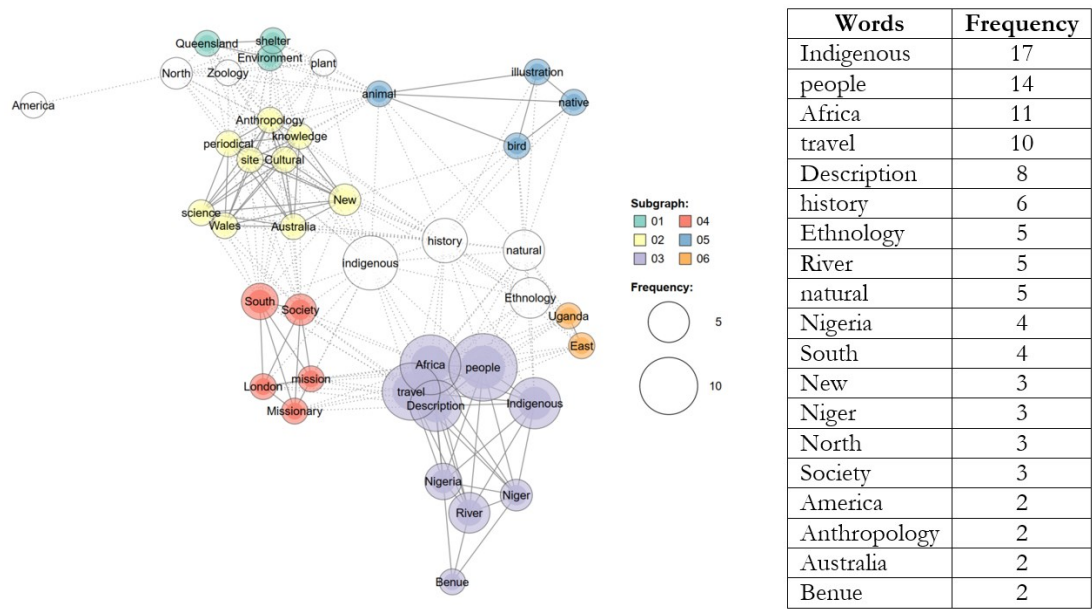 Queensland
shelter
Environment
plant
North
Zoology
America
animal
illustration
native
bird
Anthropology
knowledge
periodical
site
Cultural
New
science
Wales
Australia
history
indigenous
natural
Ethnology
South
Society
Uganda
East
Africa
people
travel
Description
Indigenous
London
mission
Missionary
Nigeria
Niger
River
Benue
Subgraph:
01 04
02 05
03 06
Frequency:
5
10
Words Frequency
Indigenous 17
people 14
Africa 11
travel 10
Description 8
history 6
Ethnology 5
River 5
natural 5
Nigeria 4
South 4
New 3
Niger 3
North 3
Society 3
America 2
Anthropology 2
Australia 2
Benue 2